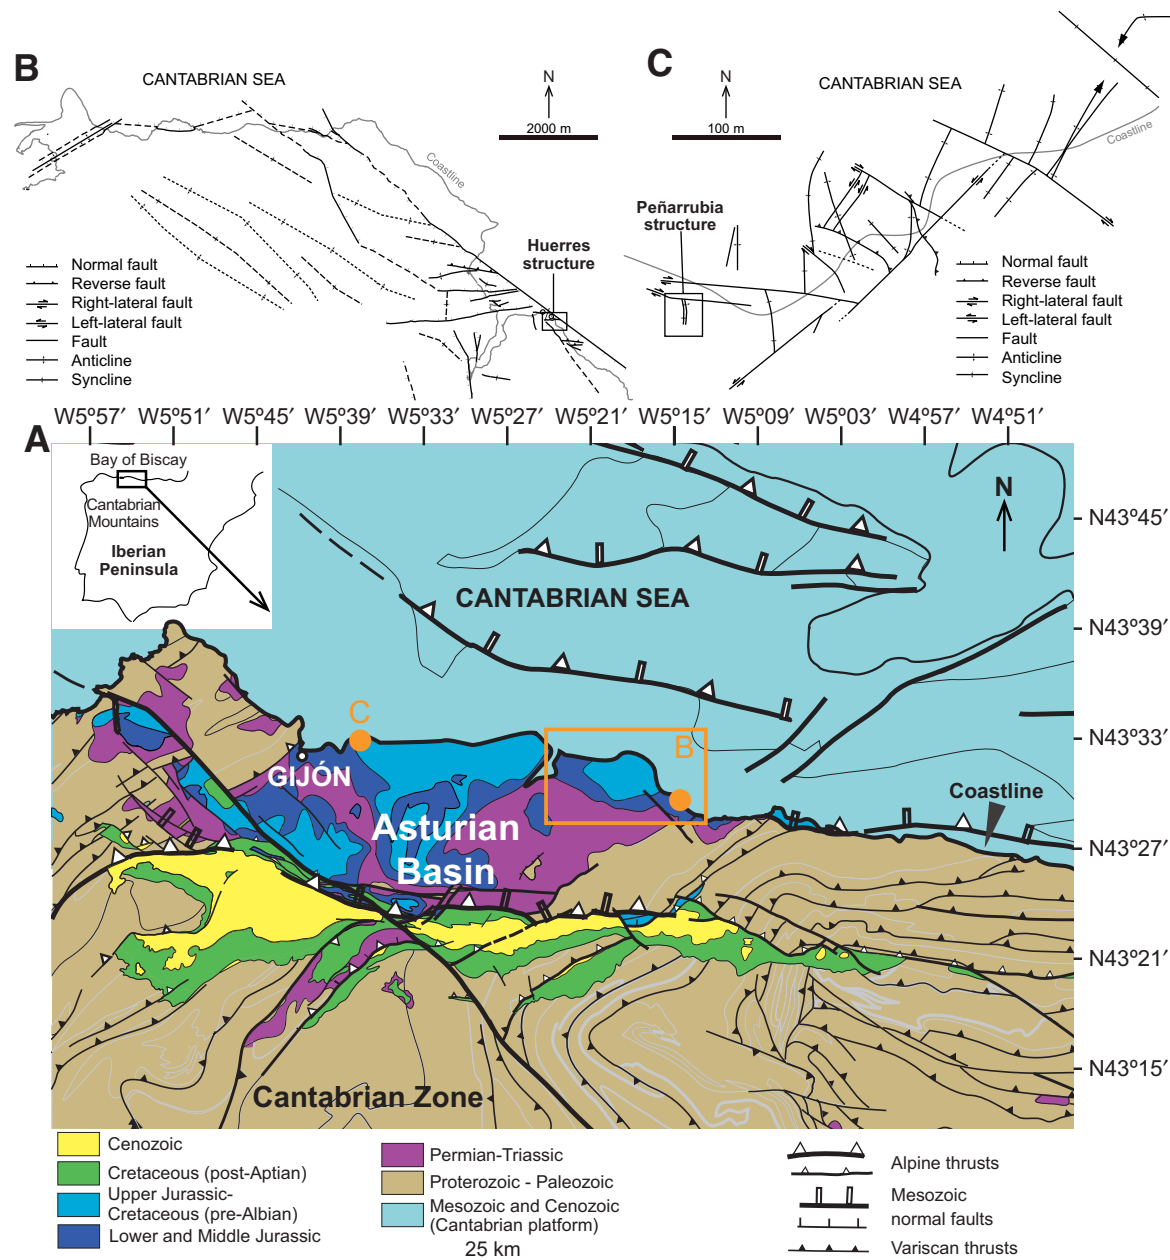 B
CANTABRIAN SEA
N
2000 m
Coastline
Huerres
structure
Normal fault
Reverse fault
Right-lateral fault
Left-lateral fault
Fault
Anticline
Syncline
C
CANTABRIAN SEA
N
100 m
Coastline
Peñarrubia
structure
Normal fault
Reverse fault
Right-lateral fault
Left-lateral fault
Fault
Anticline
Syncline
W5º57′ W5º51′ W5º45′ W5º39′ W5º33′ W5º27′ W5º21′ W5º15′ W5º09′ W5º03′ W4º57′ W4º51′
A
Bay of Biscay
Cantabrian
Mountains
Iberian
Peninsula
N
CANTABRIAN SEA
N43º45′
N43º39′
N43º33′
N43º27′
N43º21′
N43º15′
C
B
GIJÓN
Asturian
Basin
Coastline
Cantabrian Zone
Cenozoic
Cretaceous (post-Aptian)
Upper Jurassic-
Cretaceous (pre-Albian)
Lower and Middle Jurassic
Permian-Triassic
Proterozoic - Paleozoic
Mesozoic and Cenozoic
(Cantabrian platform)
25 km
Alpine thrusts
Mesozoic
normal faults
Variscan thrusts